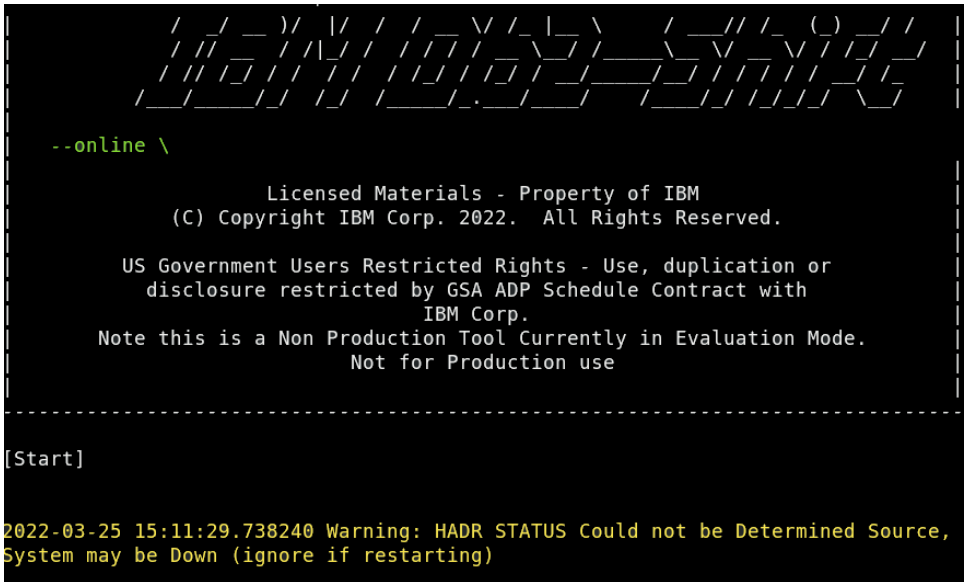 IBM Db2-Shift
--online \
Licensed Materials - Property of IBM
(C) Copyright IBM Corp. 2022.  All Rights Reserved.
US Government Users Restricted Rights - Use, duplication or
disclosure restricted by GSA ADP Schedule Contract with
IBM Corp.
Note this is a Non Production Tool Currently in Evaluation Mode.
Not for Production use
[Start]
2022-03-25 15:11:29.738240 Warning: HADR STATUS Could not be Determined Source,
System may be Down (ignore if restarting)